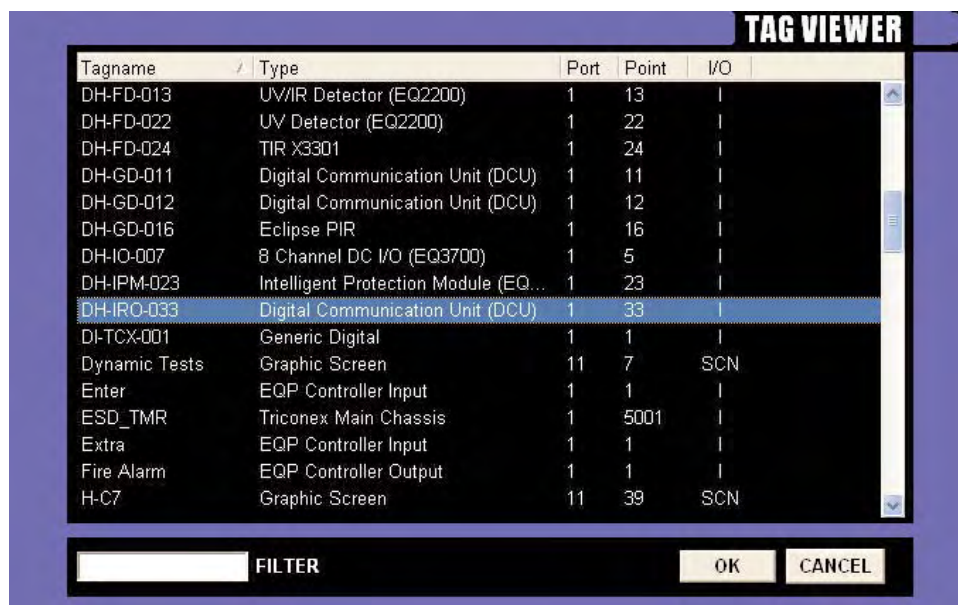 TAG VIEWER
Tagname / Type Port Point I/O
DH-FD-013 UV/IR Detector (EQ2200) 1 13 I
DH-FD-022 UV Detector (EQ2200) 1 22 I
DH-FD-024 TIR X3301 1 24 I
DH-GD-011 Digital Communication Unit (DCU) 1 11 I
DH-GD-012 Digital Communication Unit (DCU) 1 12 I
DH-GD-016 Eclipse PIR 1 16 I
DH-IO-007 8 Channel DC I/O (EQ3700) 1 5 I
DH-IPM-023 Intelligent Protection Module (EQ... 1 23 I
DH-IRO-033 Digital Communication Unit (DCU) 1 33 I
DI-TCX-001 Generic Digital 1 1 I
Dynamic Tests Graphic Screen 11 7 SCN
Enter EQP Controller Input 1 1 I
ESD_TMR Triconex Main Chassis 1 5001 I
Extra EQP Controller Input 1 1 I
Fire Alarm EQP Controller Output 1 1 I
H-C7 Graphic Screen 11 39 SCN
FILTER OK CANCEL